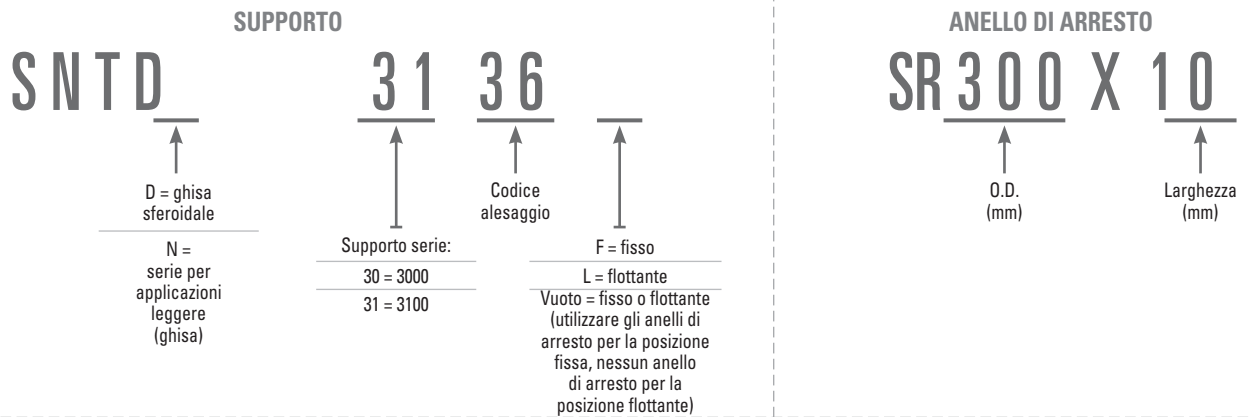 SUPPORTO
SNTD 31 36
D = ghisa
sferoidale
N =
serie per
applicazioni
leggere
(ghisa)
Supporto serie:
30 = 3000
31 = 3100
Codice
alesaggio
F = fisso
L = flottante
Vuoto = fisso o flottante
(utilizzare gli anelli di
arresto per la posizione
fissa, nessun anello
di arresto per la
posizione flottante)
ANELLO DI ARRESTO
SR 300 X 10
O.D.
(mm)
Larghezza
(mm)